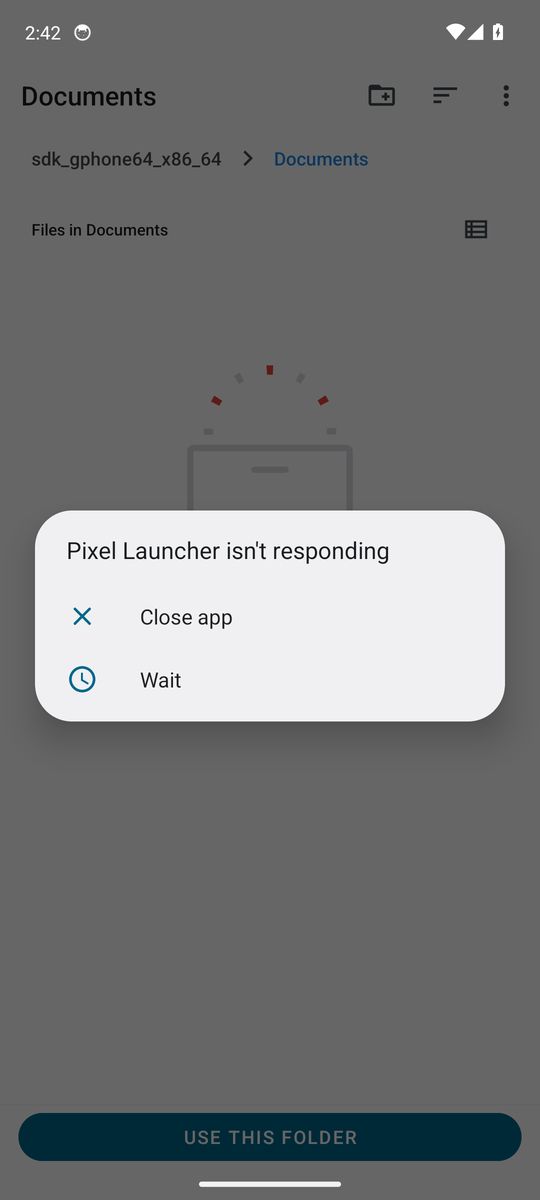 2:42
Documents
sdk_gphone64_x86_64 Documents
Files in Documents
Pixel Launcher isn't responding
Close app
Wait
USE THIS FOLDER